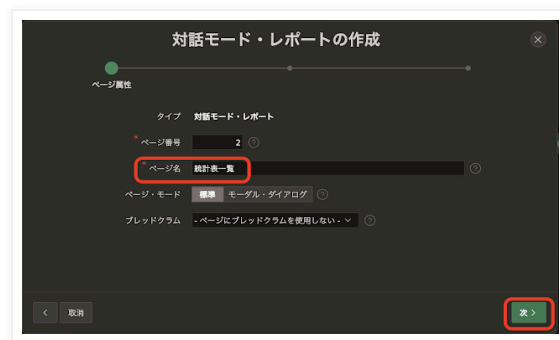 対話モード・レポートの作成
ページ属性
タイプ 対話モード・レポート
* ページ番号 2
* ページ名 統計表一覧
ページ・モード 標準 モーダル・ダイアログ
ブレッドクラム - ページにブレッドクラムを使用しない -
取消
次 >